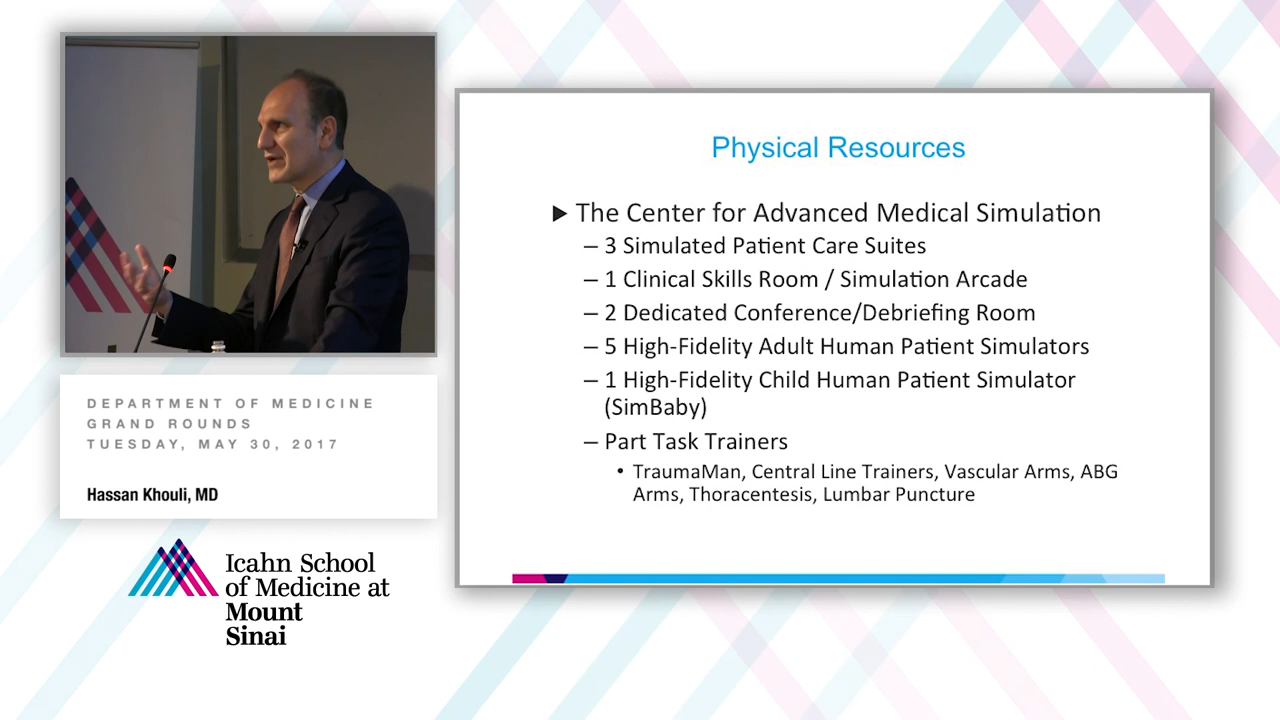 DEPARTMENT OF MEDICINE
GRAND ROUNDS
TUESDAY, MAY 30, 2017
Hassan Khouli, MD
Icahn School
of Medicine at
Mount
Sinai
Physical Resources
▶ The Center for Advanced Medical Simulation
– 3 Simulated Patient Care Suites
– 1 Clinical Skills Room / Simulation Arcade
– 2 Dedicated Conference/Debriefing Room
– 5 High-Fidelity Adult Human Patient Simulators
– 1 High-Fidelity Child Human Patient Simulator
(SimBaby)
– Part Task Trainers
• TraumaMan, Central Line Trainers, Vascular Arms, ABG
Arms, Thoracentesis, Lumbar Puncture